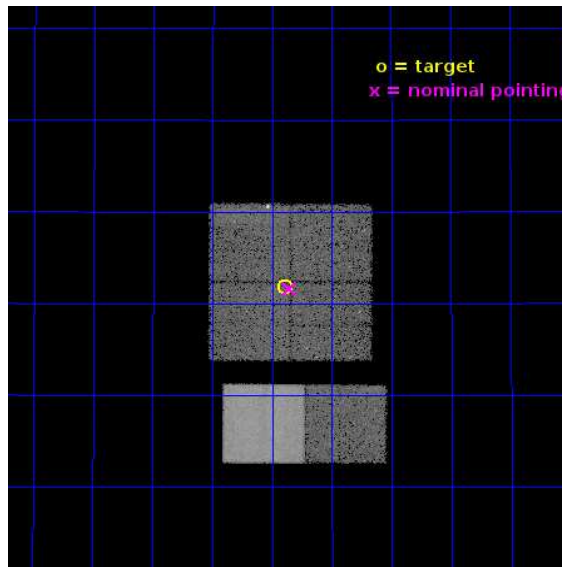 o = target
x = nominal pointing